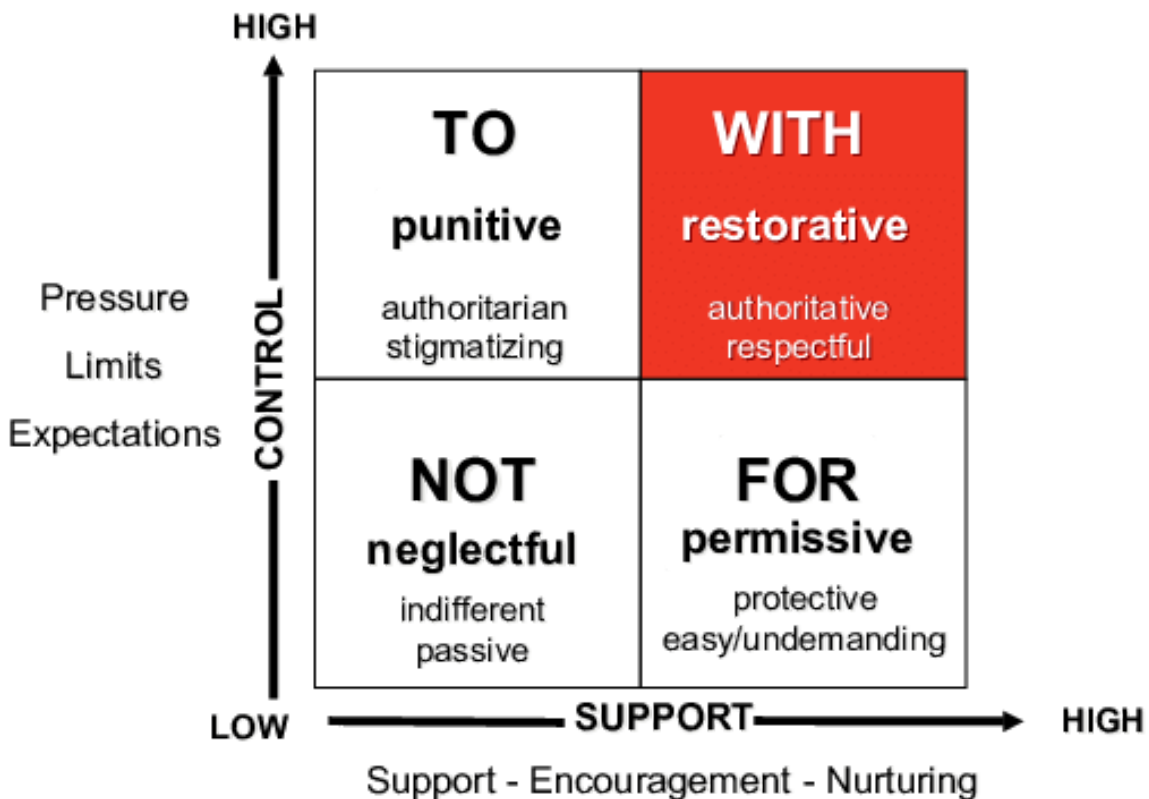 HIGH
TO
punitive
authoritarian
stigmatizing
WITH
restorative
authoritative
respectful
Pressure
Limits
Expectations
CONTROL
NOT
neglectful
indifferent
passive
FOR
permissive
protective
easy/undemanding
LOW
SUPPORT
HIGH
Support - Encouragement - Nurturing